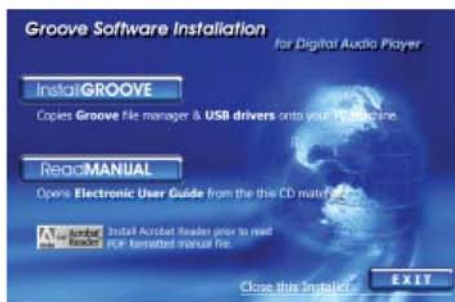 Groove Software Installation
for Digital Audio Player
InstallGROOVE
Copies Groove file manager & USB drivers onto your machine.
ReadMANUAL
Opens Electronic User Guide from the this CD material
Get Acrobat Reader
Install Acrobat Reader prior to read
PDF formatted manual file.
Close this Installer
EXIT